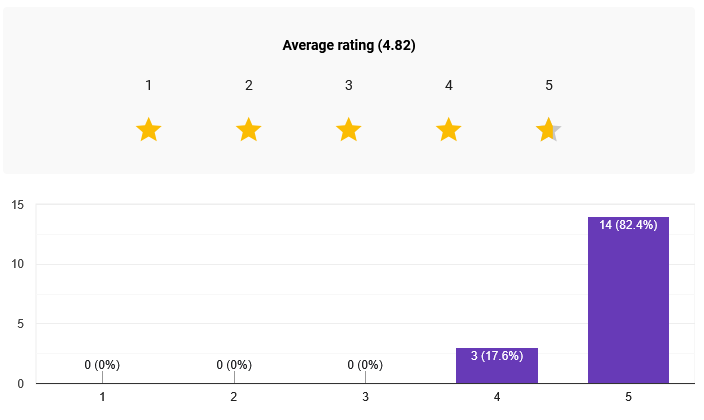 Average rating (4.82)
1 2 3 4 5
15
14 (82.4%)
10
5
3 (17.6%)
0 (0%) 0 (0%) 0 (0%)
0
1 2 3 4 5